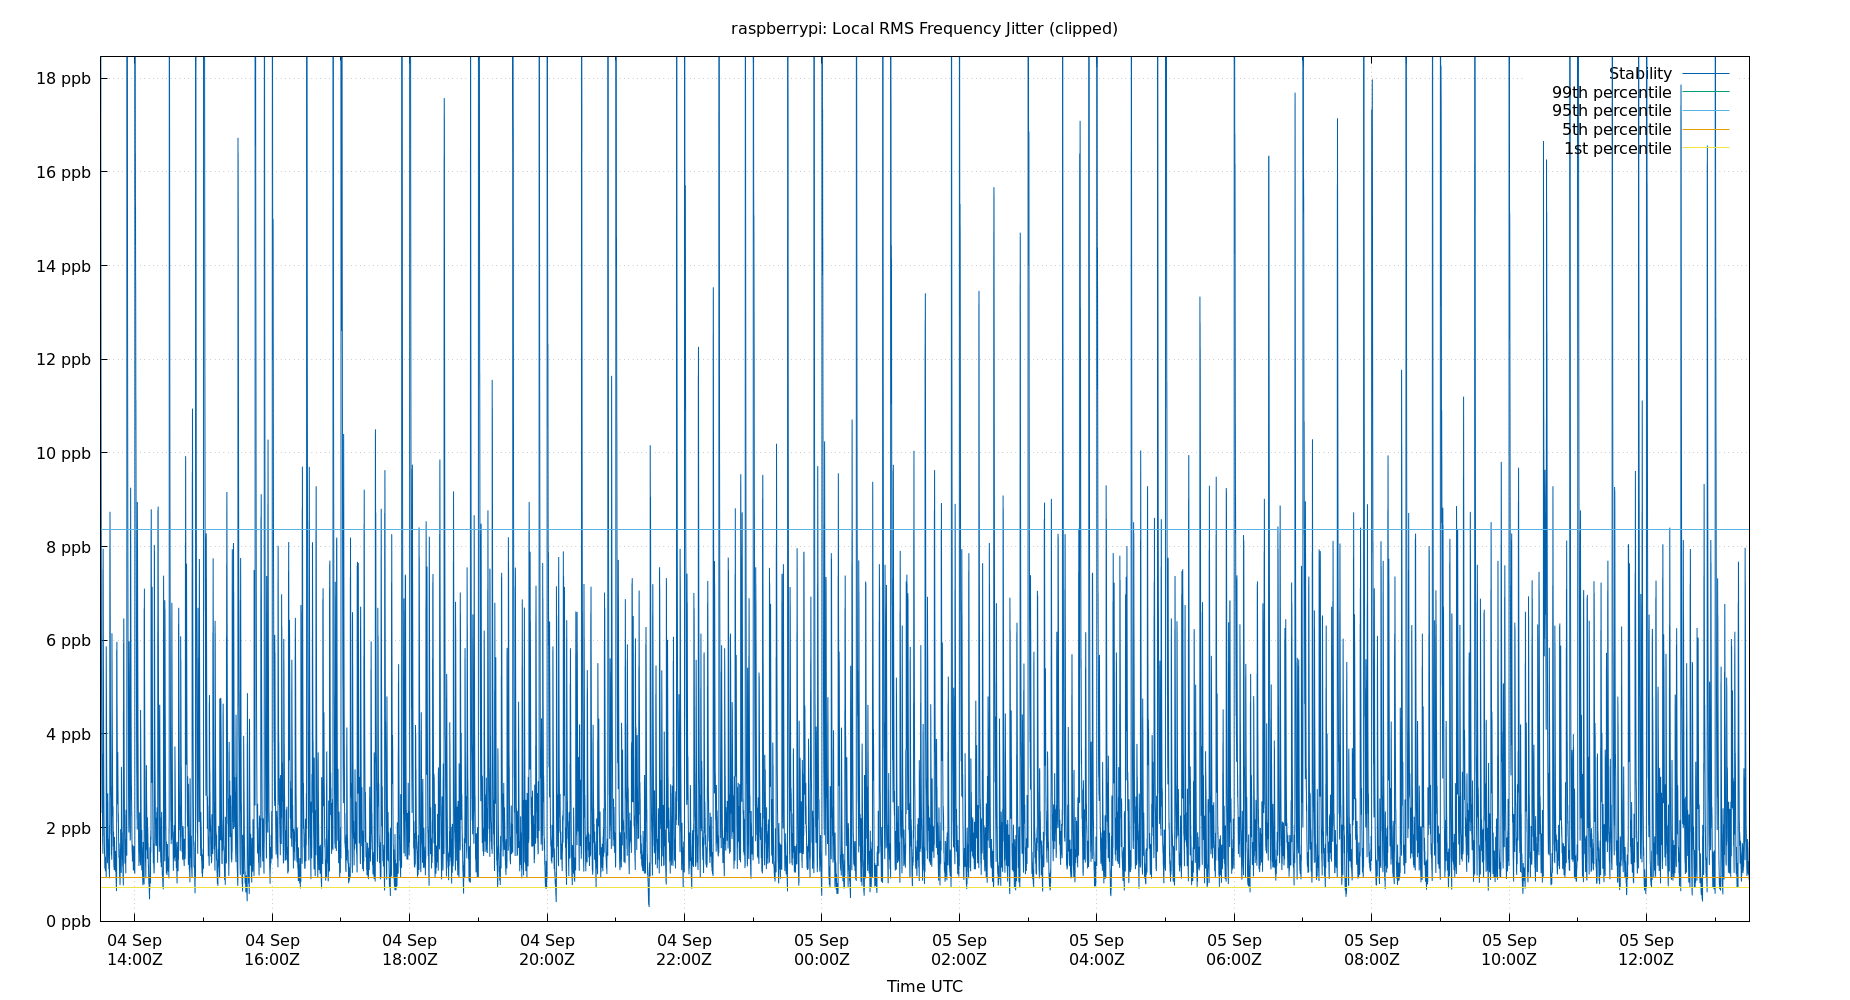 raspberrypi: Local RMS Frequency Jitter (clipped)
18 ppb
16 ppb
14 ppb
12 ppb
10 ppb
8 ppb
6 ppb
4 ppb
2 ppb
0 ppb
Stability
99th percentile
95th percentile
5th percentile
1st percentile
04 Sep 04 Sep 04 Sep 04 Sep 04 Sep 05 Sep 05 Sep 05 Sep 05 Sep 05 Sep 05 Sep 05 Sep
14:00Z 16:00Z 18:00Z 20:00Z 22:00Z 00:00Z 02:00Z 04:00Z 06:00Z 08:00Z 10:00Z 12:00Z
Time UTC